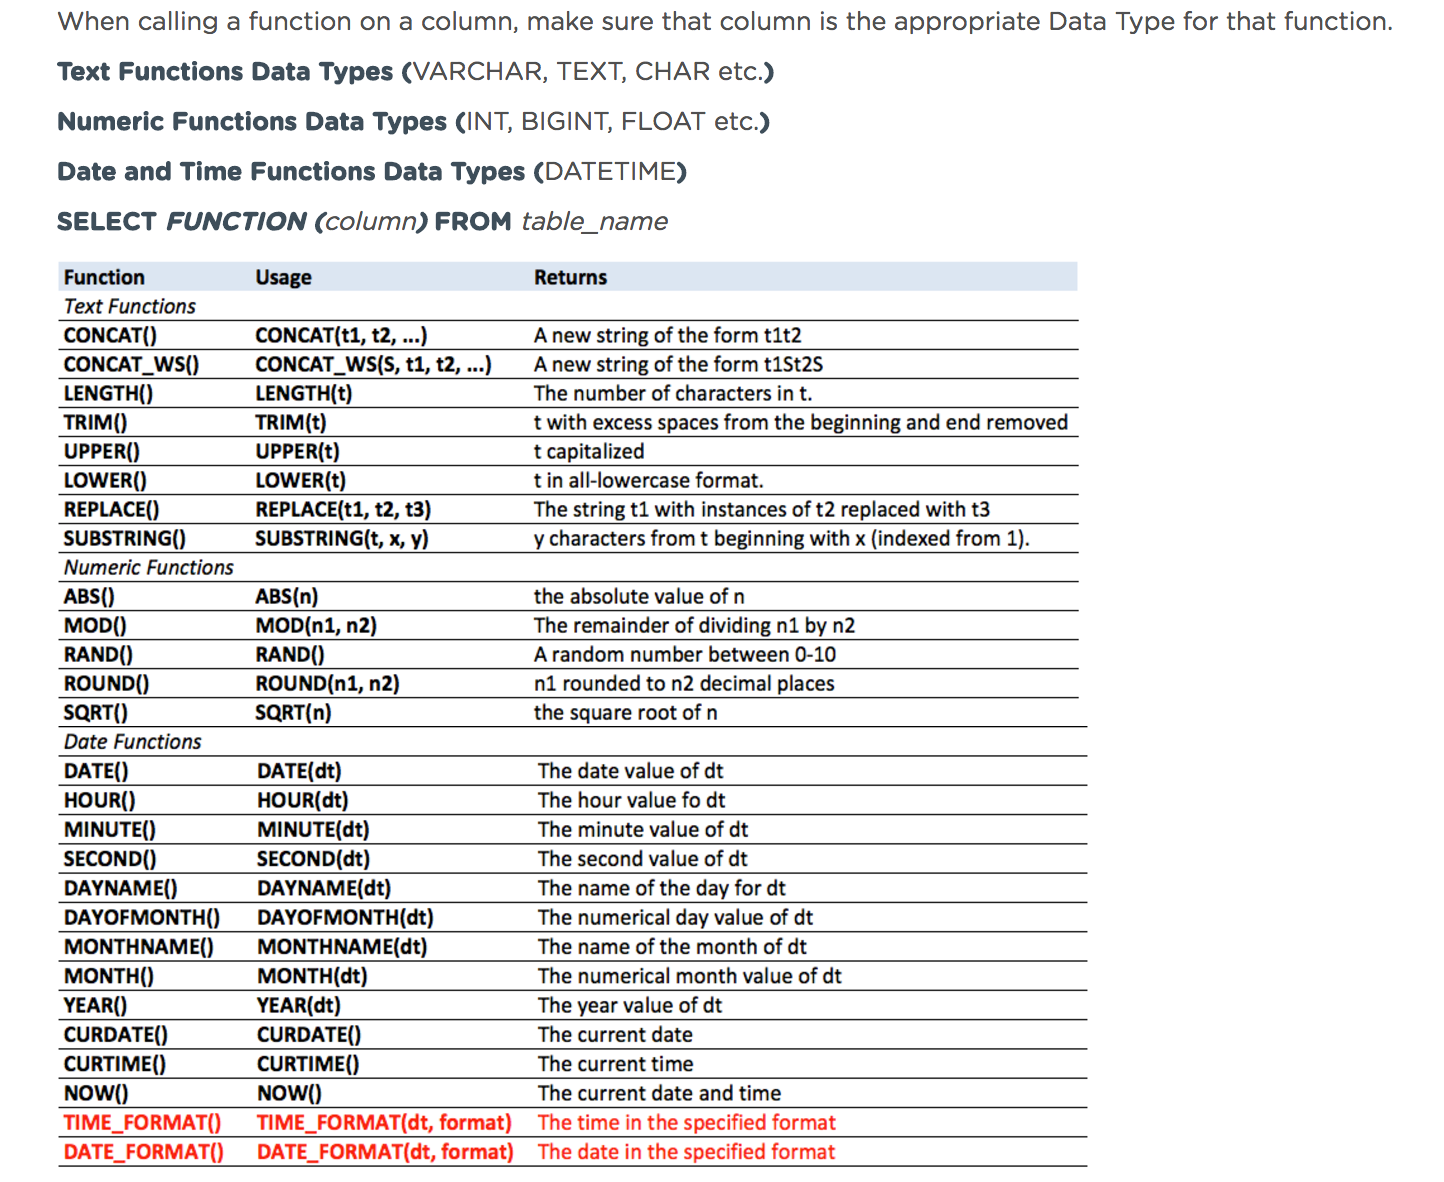 When calling a function on a column, make sure that column is the appropriate Data Type for that function.
Text Functions Data Types (VARCHAR, TEXT, CHAR etc.)
Numeric Functions Data Types (INT, BIGINT, FLOAT etc.)
Date and Time Functions Data Types (DATETIME)
SELECT FUNCTION (column) FROM table_name
Function Usage Returns
Text Functions
CONCAT() CONCAT(t1, t2, ...) A new string of the form t1t2
CONCAT_WS() CONCAT_WS(S, t1, t2, ...) A new string of the form t1St2S
LENGTH() LENGTH(t) The number of characters in t.
TRIM() TRIM(t) t with excess spaces from the beginning and end removed
UPPER() UPPER(t) t capitalized
LOWER() LOWER(t) t in all-lowercase format.
REPLACE() REPLACE(t1, t2, t3) The string t1 with instances of t2 replaced with t3
SUBSTRING() SUBSTRING(t, x, y) y characters from t beginning with x (indexed from 1).
Numeric Functions
ABS() ABS(n) the absolute value of n
MOD() MOD(n1, n2) The remainder of dividing n1 by n2
RAND() RAND() A random number between 0-10
ROUND() ROUND(n1, n2) n1 rounded to n2 decimal places
SQRT() SQRT(n) the square root of n
Date Functions
DATE() DATE(dt) The date value of dt
HOUR() HOUR(dt) The hour value fo dt
MINUTE() MINUTE(dt) The minute value of dt
SECOND() SECOND(dt) The second value of dt
DAYNAME() DAYNAME(dt) The name of the day for dt
DAYOFMONTH() DAYOFMONTH(dt) The numerical day value of dt
MONTHNAME() MONTHNAME(dt) The name of the month of dt
MONTH() MONTH(dt) The numerical month value of dt
YEAR() YEAR(dt) The year value of dt
CURDATE() CURDATE() The current date
CURTIME() CURTIME() The current time
NOW() NOW() The current date and time
TIME_FORMAT() TIME_FORMAT(dt, format) The time in the specified format
DATE_FORMAT() DATE_FORMAT(dt, format) The date in the specified format